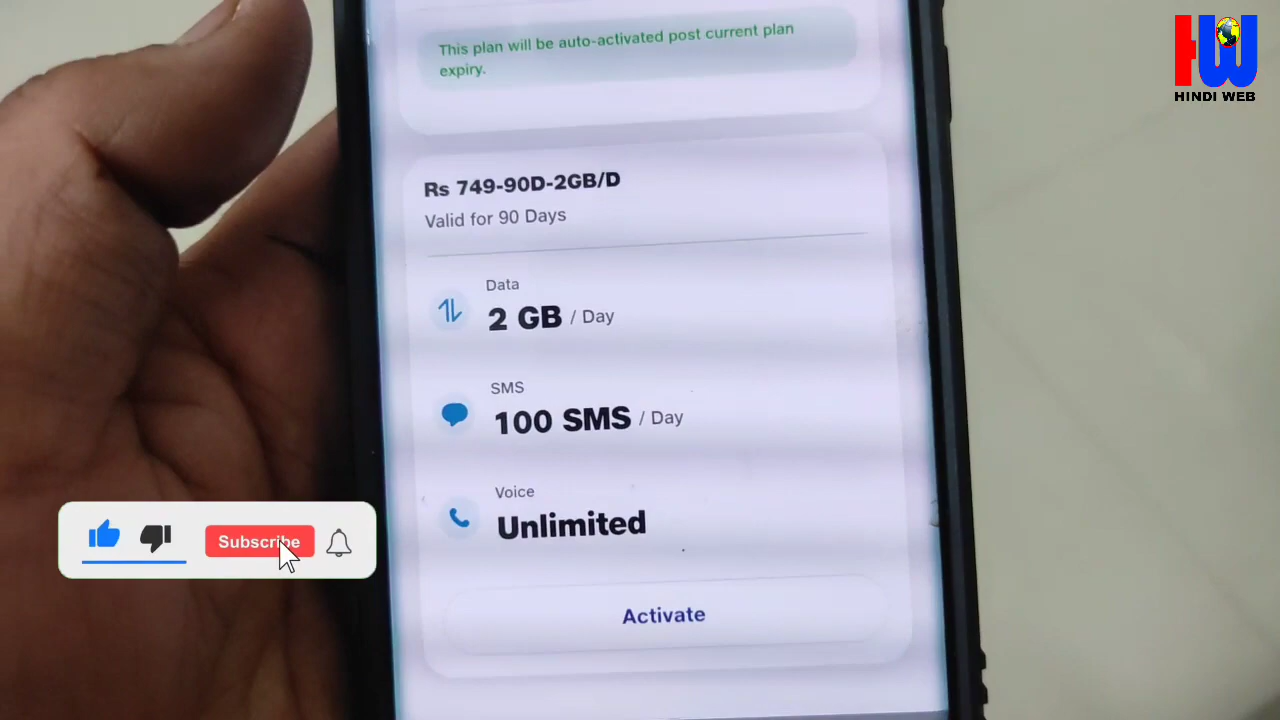 This plan will be auto-activated post current plan
expiry.
HW
HINDI WEB
Rs 749-90D-2GB/D
Valid for 90 Days
Data
2 GB / Day
SMS
100 SMS / Day
Voice
Unlimited
Subscribe
Activate